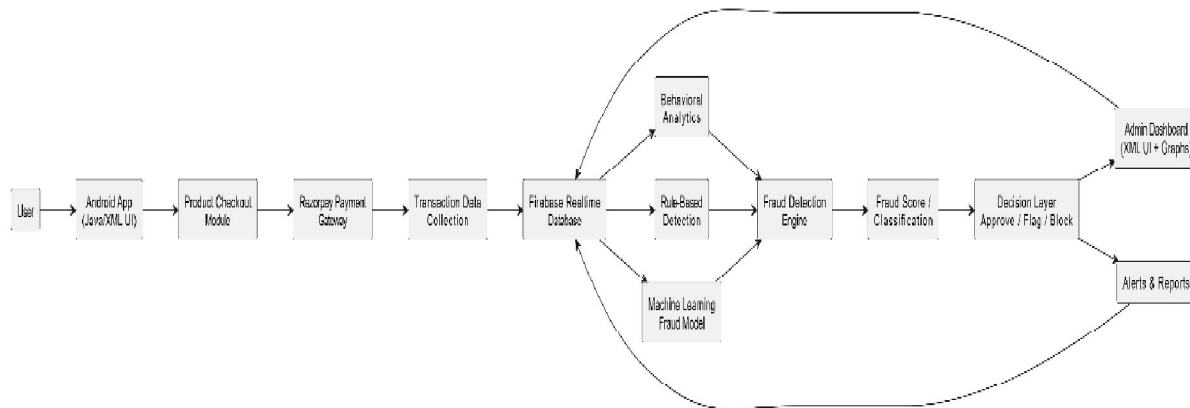 User
Android App
(Java/XML UI)
Product Checkout
Module
Razorpay Payment
Gateway
Transaction Data
Collection
Firebase Realtime
Database
Behavioral
Analytics
Rule-Based
Detection
Machine Learning
Fraud Model
Fraud Detection
Engine
Fraud Score /
Classification
Decision Layer
Approve / Flag / Block
Admin Dashboard
(XML UI + Graphs)
Alerts & Reports